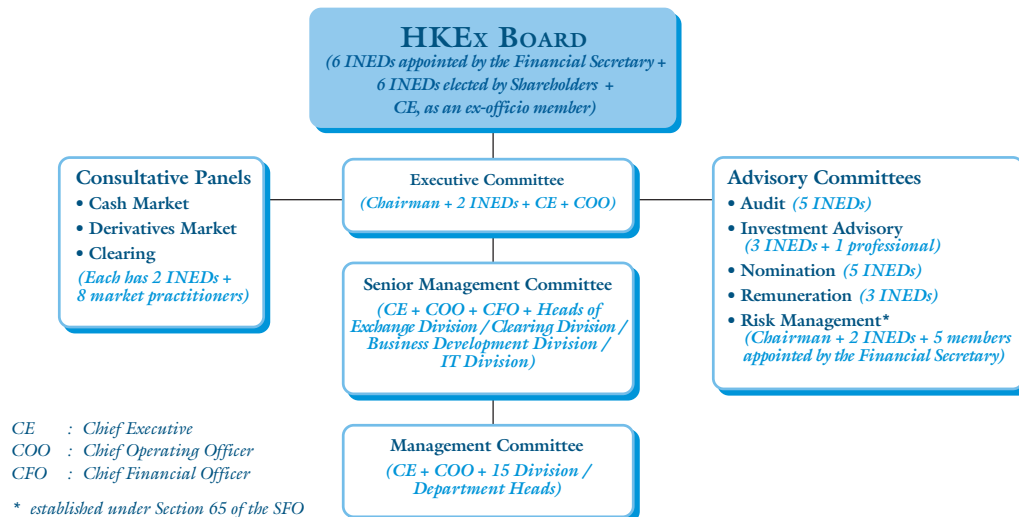 HKEx Board
(6 INEDs appointed by the Financial Secretary +
6 INEDs elected by Shareholders +
CE, as an ex-officio member)
Consultative Panels
• Cash Market
• Derivatives Market
• Clearing
(Each has 2 INEDs +
8 market practitioners)
Executive Committee
(Chairman + 2 INEDs + CE + COO)
Advisory Committees
• Audit (5 INEDs)
• Investment Advisory
(3 INEDs + 1 professional)
• Nomination (5 INEDs)
• Remuneration (3 INEDs)
• Risk Management*
(Chairman + 2 INEDs + 5 members
appointed by the Financial Secretary)
Senior Management Committee
(CE + COO + CFO + Heads of
Exchange Division / Clearing Division /
Business Development Division /
IT Division)
Management Committee
(CE + COO + 15 Division /
Department Heads)
CE : Chief Executive
COO : Chief Operating Officer
CFO : Chief Financial Officer
* established under Section 65 of the SFO